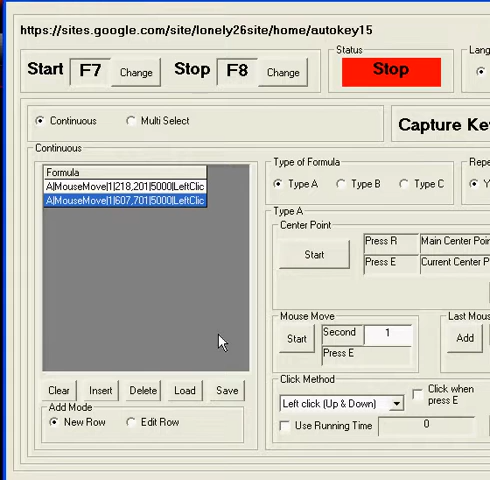 https://sites.google.com/site/lonely26site/home/autokey15
Start F7 Change Stop F8 Change
Status
Stop
Lang
Continuous Multi Select
Capture Ke
Continuous
Formula
A|MouseMove|1|218,201|5000|LeftClic
A|MouseMove|1|607,701|5000|LeftClic
Clear Insert Delete Load Save
Add Mode
New Row Edit Row
Type of Formula
Type A Type B Type C
Repe
Y
Type A
Center Point
Start
Press R Main Center P
Press E Current Center P
Mouse Move
Start Second 1
Press E
Last Mou
Add
Click Method
Left click (Up & Down)
Click when
press E
Use Running Time 0